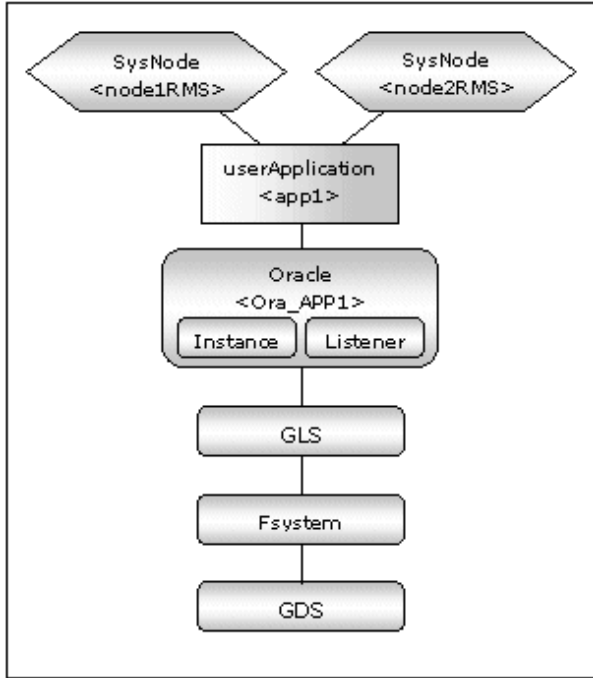 SysNode
<node1RMS>
SysNode
<node2RMS>
userApplication
<app1>
Oracle
<Ora_APP1>
Instance
Listener
GLS
Fsystem
GDS